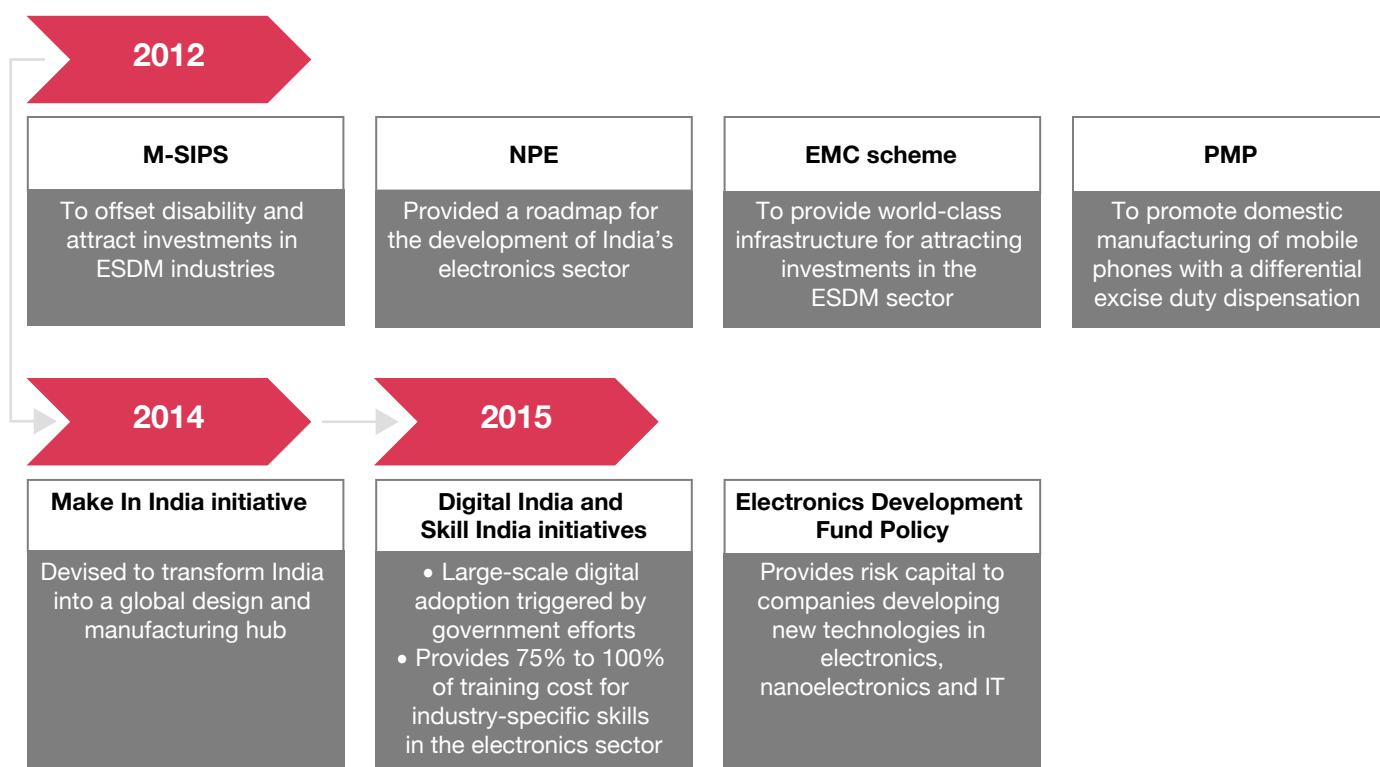 2012
M-SIPS
To offset disability and
attract investments in
ESDM industries
NPE
Provided a roadmap for
the development of India’s
electronics sector
EMC scheme
To provide world-class
infrastructure for attracting
investments in the
ESDM sector
PMP
To promote domestic
manufacturing of mobile
phones with a differential
excise duty dispensation
2014
Make In India initiative
Devised to transform India
into a global design and
manufacturing hub
2015
Digital India and
Skill India initiatives
• Large-scale digital
adoption triggered by
government efforts
• Provides 75% to 100%
of training cost for
industry-specific skills
in the electronics sector
Electronics Development
Fund Policy
Provides risk capital to
companies developing
new technologies in
electronics,
nanoelectronics and IT